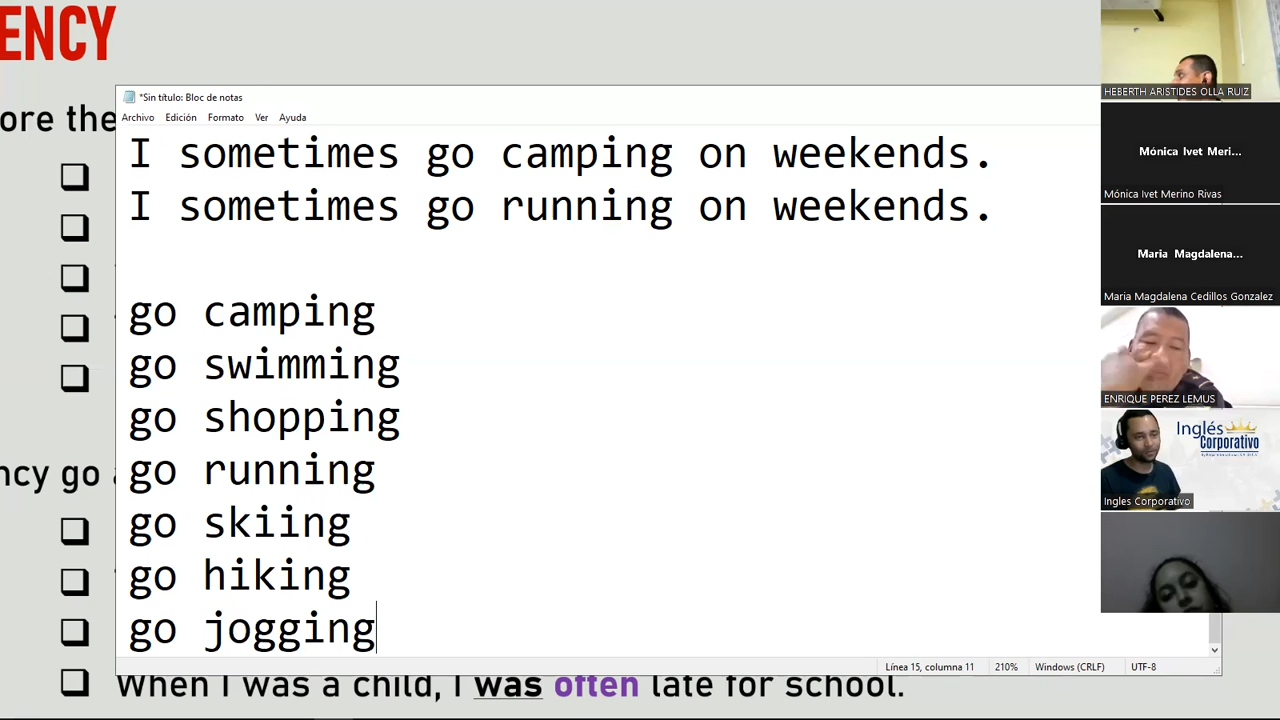 ENCY
ore the
*Sin título: Bloc de notas
Archivo Edición Formato Ver Ayuda
I sometimes go camping on weekends.
I sometimes go running on weekends.
go camping
go swimming
go shopping
go running
go skiing
go hiking
go jogging
ncy go
Línea 15, columna 11 210% Windows (CRLF) UTF-8
When I was a child, I was often late for school.
HEBERTH ARISTIDES OLLA RUIZ
Mónica Ivet Meri...
Mónica Ivet Merino Rivas
Maria Magdalena...
Maria Magdalena Cedillos Gonzalez
ENRIQUE PEREZ LEMUS
Inglés
Corporativo
Ingles Corporativo